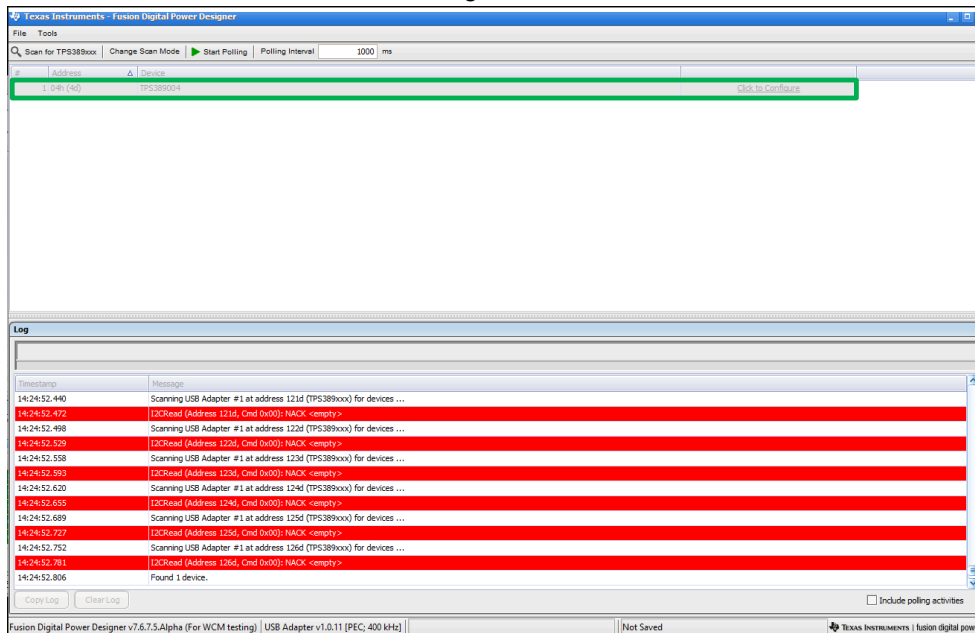 Texas Instruments - Fusion Digital Power Designer
File Tools
Scan for TPS389xxx Change Scan Mode Start Polling Polling Interval 1000 ms
# Address Device
1 04h (4d) TPS389004 Click to Configure
Log
Timestamp Message
14:24:52.440 Scanning USB Adapter #1 at address 121d (TPS389xxx) for devices ...
14:24:52.472 I2CRead (Address 121d, Cmd 0x00): NACK <empty>
14:24:52.498 Scanning USB Adapter #1 at address 122d (TPS389xxx) for devices ...
14:24:52.529 I2CRead (Address 122d, Cmd 0x00): NACK <empty>
14:24:52.558 Scanning USB Adapter #1 at address 123d (TPS389xxx) for devices ...
14:24:52.593 I2CRead (Address 123d, Cmd 0x00): NACK <empty>
14:24:52.620 Scanning USB Adapter #1 at address 124d (TPS389xxx) for devices ...
14:24:52.655 I2CRead (Address 124d, Cmd 0x00): NACK <empty>
14:24:52.689 Scanning USB Adapter #1 at address 125d (TPS389xxx) for devices ...
14:24:52.727 I2CRead (Address 125d, Cmd 0x00): NACK <empty>
14:24:52.752 Scanning USB Adapter #1 at address 126d (TPS389xxx) for devices ...
14:24:52.781 I2CRead (Address 126d, Cmd 0x00): NACK <empty>
14:24:52.806 Found 1 device.
Copy Log Clear Log Include polling activities
Fusion Digital Power Designer v7.6.7.5.Alpha (For WCM testing) USB Adapter v1.0.11 [PEC; 400 kHz] Not Saved TEXAS INSTRUMENTS | fusion digital pow